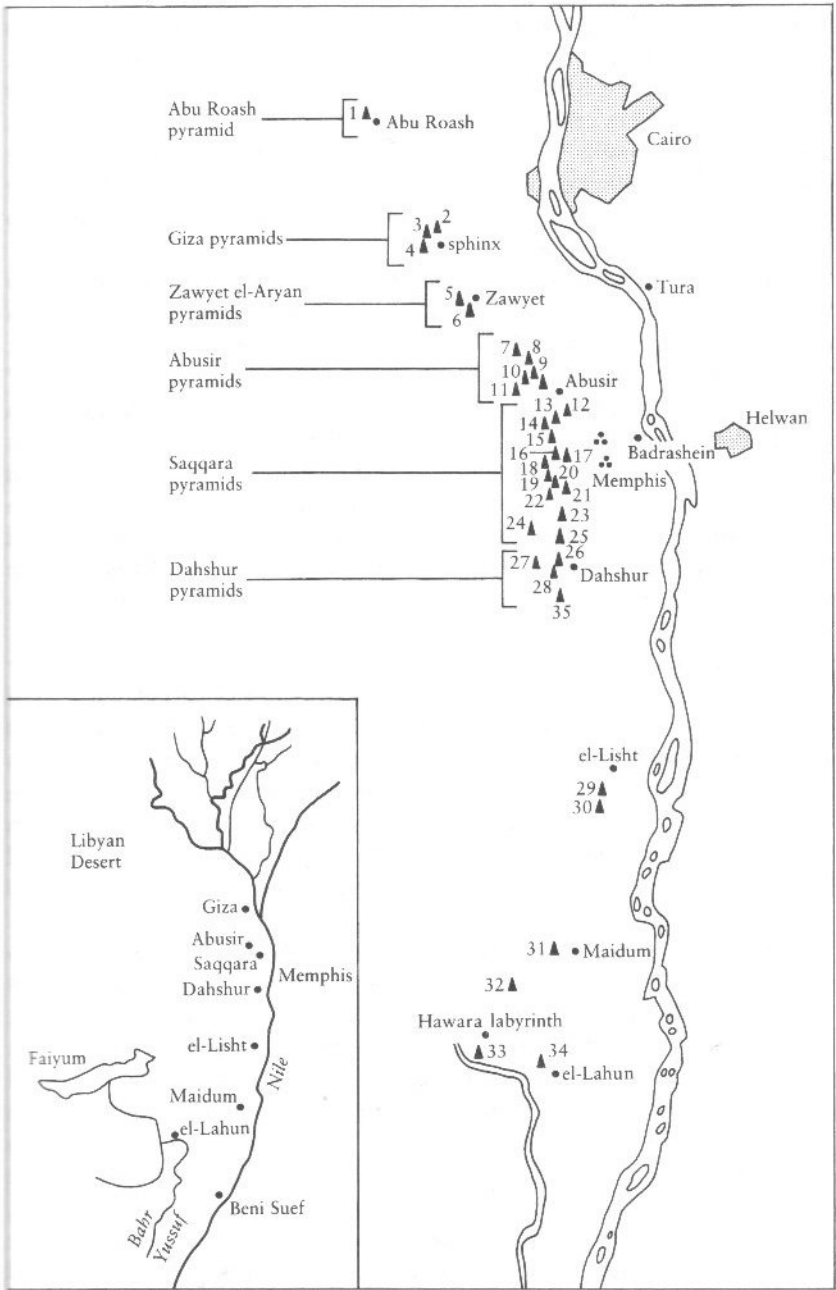 Abu Roash
pyramid
1
Abu Roash
Cairo
Giza pyramids
3 2
4
sphinx
Zawyet el-Aryan
pyramids
5
Zawyet
6
Tura
Abusir
pyramids
7
8
10 9
11
Abusir
Saqqara
pyramids
13 12
14
15
16
17
18
20
19
21
22
23
24
25
Helwan
Badrashein
Memphis
Dahshur
pyramids
27
26
Dahshur
28
35
el-Lisht
29
30
31
Maidum
32
Hawara labyrinth
33
34
el-Lahun
Libyan
Desert
Giza
Abusir
Saqqara
Memphis
Dahshur
el-Lisht
Faiyum
Nile
Maidum
el-Lahun
Beni Suef
Bahr
Yussuf